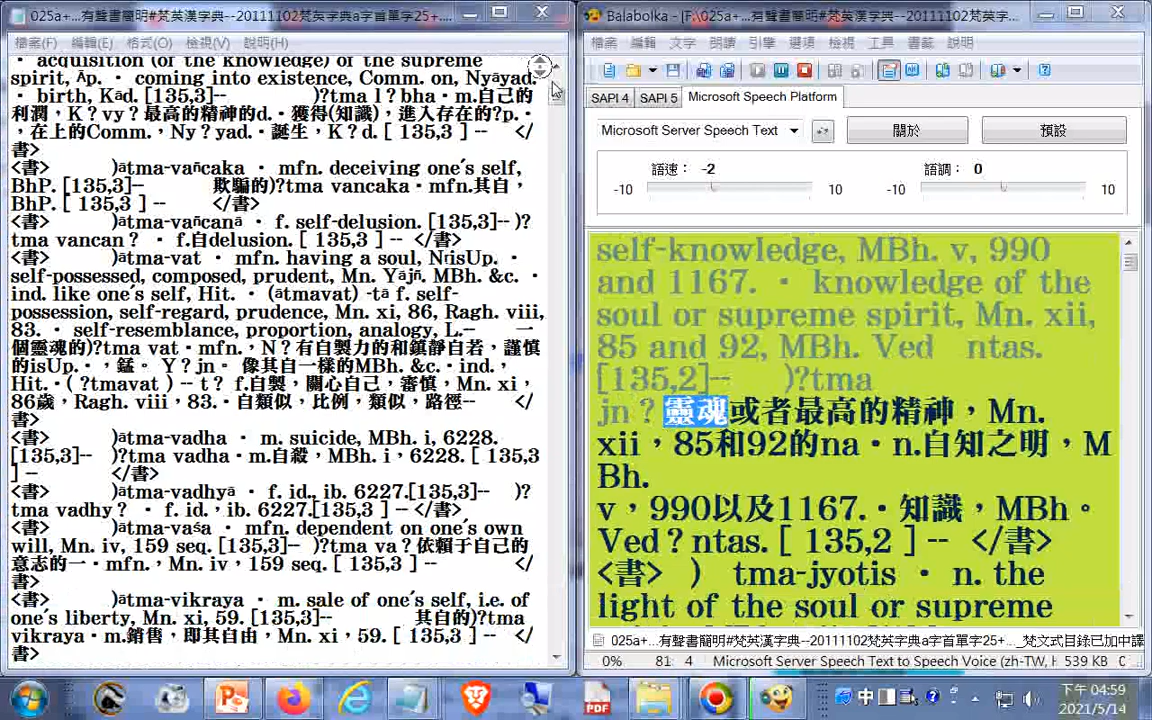 有聲書簡明#梵英漢字典--20111102梵英字典a字首單字25+...
檔案(F) 編輯(E) 格式(O) 檢視(V) 說明(H)
• acquisition (of the knowledge) of the supreme
spirit, Āp. • coming into existence, Comm. on, Nyāyad
• birth, Kād. [135,3]-- )?tma l?bha•m.自己的
利潤，K？vy？最高的精神的d.•獲得(知識)，進入存在的?p.•
，在上的Comm.，Ny？yad.•誕生，K？d. [ 135,3 ] -- </
書>
<書> )ātma-vañcaka • mfn. deceiving one's self,
BhP. [135,3]-- 欺騙的)?tma vancaka•mfn.其自，
BhP. [ 135,3 ] -- </書>
<書> )ātma-vañcanā • f. self-delusion. [135,3]-- )?
tma vancan？ • f.自delusion. [ 135,3 ] -- </書>
<書> )ātma-vat • mfn. having a soul, NṛisUp. •
self-possessed, composed, prudent, Mn. Yājñ. MBh. &c. •
ind. like one's self, Hit. • (ātmavat) -tā f. self-
possession, self-regard, prudence, Mn. xi, 86, Ragh. viii,
83. • self-resemblance, proportion, analogy, L.-- 一
個靈魂的)?tma vat•mfn.，N？有自製力的和鎮靜自若，謹慎
的isUp.•，錳。 Y？jn。 像其自一樣的MBh. &c.•ind.，
Hit.•(?tmavat) -- t？ f.自製，關心自己，審慎，Mn. xi，
86歲，Ragh. viii，83.•自類似，比例，類似，路徑-- </
書>
<書> )ātma-vadha • m. suicide, MBh. i, 6228.
[135,3]-- )?tma vadha•m.自殺，MBh. i，6228. [ 135,3
] -- </書>
<書> )ātma-vadhyā • f. id., ib. 6227.[135,3]-- )?
tma vadhy？ • f. id.，ib. 6227.[135,3 ] -- </書>
<書> )ātma-vaśa • mfn. dependent on one's own
will, Mn. iv, 159 seq. [135,3]-- )?tma va？依賴于自己的
意志的一•mfn.，Mn. iv，159 seq. [ 135,3 ] -- </
書>
<書> )ātma-vikraya • m. sale of one's self, i.e. of
one's liberty, Mn. xi, 59. [135,3]-- 其自的)?tma
vikraya•m.銷售，即其自由，Mn. xi，59. [ 135,3 ] -- </
書>
Balabolka - [F:\025a+...有聲書簡明#梵英漢字典--20111102梵英字...
檔案 編輯 文字 朗讀 引擎 選項 檢視 工具 書籤 說明
SAPI 4 SAPI 5 Microsoft Speech Platform
Microsoft Server Speech Text 關於 預設
語速： -2 語調： 0
-10 10 -10 10
self-knowledge, MBh. v, 990
and 1167. • knowledge of the
soul or supreme spirit, Mn. xii,
85 and 92, MBh. Ved ntas.
[135,2]-- )?tma
jn？靈魂或者最高的精神，Mn.
xii，85和92的na•n.自知之明，M
Bh.
v，990以及1167.•知識，MBh。
Ved？ntas. [ 135,2 ] -- </書>
<書> ) tma-jyotis • n. the
light of the soul or supreme
025a+...有聲書簡明#梵英漢字典--20111102梵英字典a字首單字25+..._梵文式目錄已加中譯
0% 81: 4 Microsoft Server Speech Text to Speech Voice (zh-TW, H 539 KB
中
下午 04:59
2021/5/14